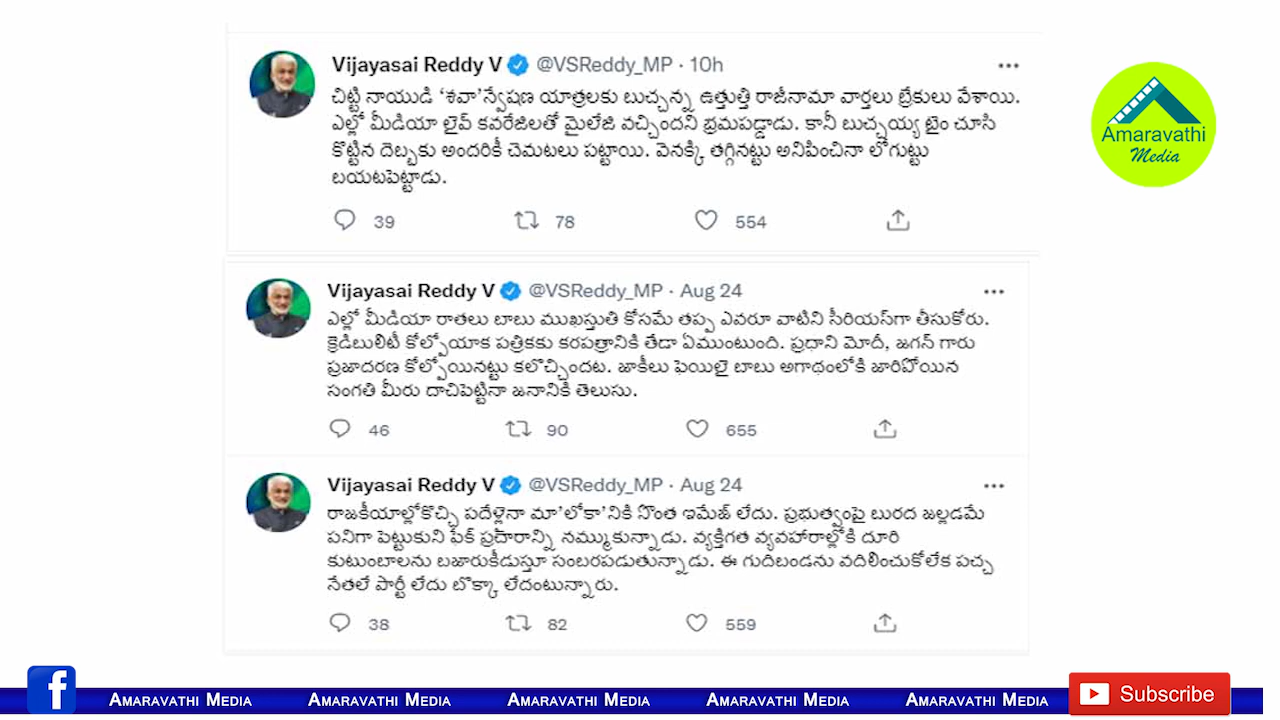 Vijayasai Reddy V @VSReddy_MP · 10h
చిట్టి నాయుడి ‘శవా’న్వేషణ యాత్రలకు బుచ్చన్న ఉత్తుత్తి రాజీనామా వార్తలు బ్రేకులు వేశాయి.
ఎల్లో మీడియా లైవ్ కవరేజిలతో మైలేజి వచ్చిందని భ్రమపడ్డాడు. కానీ బుచ్చయ్య టైం చూసి
కొట్టిన దెబ్బకు అందరికీ చెమటలు పట్టాయి. వెనక్కి తగ్గినట్టు అనిపించినా లోగుట్టు
బయటపెట్టాడు.
39 78 554
Amaravathi
Media
Vijayasai Reddy V @VSReddy_MP · Aug 24
ఎల్లో మీడియా రాతలు బాబు ముఖస్తుతి కోసమే తప్ప ఎవరూ వాటిని సీరియస్‌గా తీసుకోరు.
క్రెడిబులిటీ కోల్పోయాక పత్రికకు కరపత్రానికి తేడా ఏముంటుంది. ప్రధాని మోదీ, జగన్ గారు
ప్రజాదరణ కోల్పోయినట్టు కలొచ్చిందట. జాకీలు ఫెయిలై బాబు అగాధంలోకి జారిపోయిన
సంగతి మీరు దాచిపెట్టినా జనానికి తెలుసు.
46 90 655
Vijayasai Reddy V @VSReddy_MP · Aug 24
రాజకీయాల్లోకొచ్చి పదేళ్లైనా మా’లోకా’నికి సొంత ఇమేజ్ లేదు. ప్రభుత్వంపై బురద జల్లడమే
పనిగా పెట్టుకుని ఫేక్ ప్రచారాన్ని నమ్ముకున్నాడు. వ్యక్తిగత వ్యవహారాల్లోకి దూరి
కుటుంబాలను బజారుకీడుస్తూ సంబరపడుతున్నాడు. ఈ గుదిబండను వదిలించుకోలేక పచ్చ
నేతలే పార్టీ లేదు బొక్కా లేదంటున్నారు.
38 82 559
f Amaravathi Media Amaravathi Media Amaravathi Media Amaravathi Media Amaravathi Media Subscribe